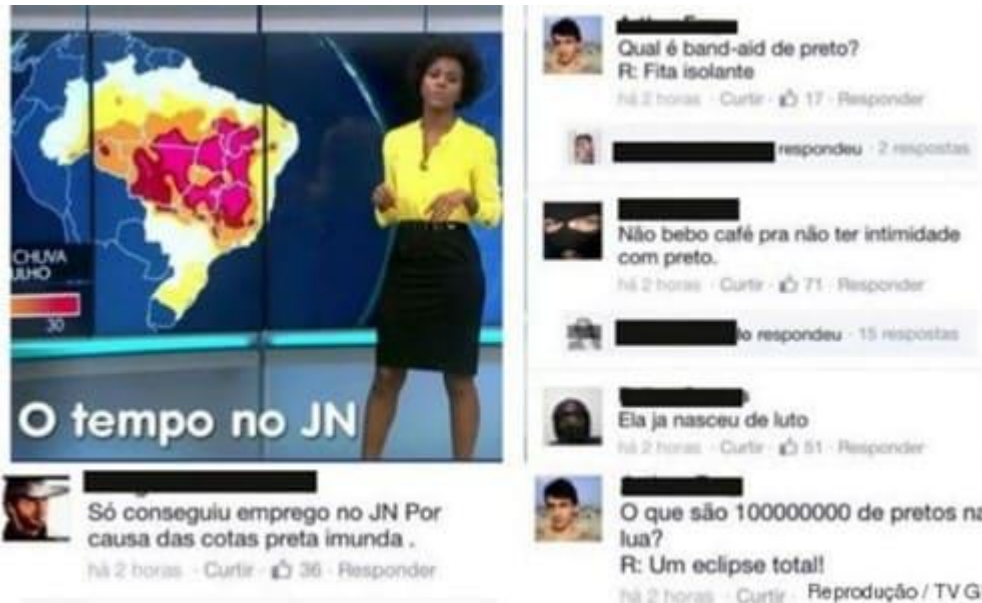 CHUVA
JULHO
30
O tempo no JN
Só conseguiu emprego no JN Por
causa das cotas preta imunda .
há 2 horas · Curtir · 36 · Responder
Qual é band-aid de preto?
R: Fita isolante
há 2 horas · Curtir · 17 · Responder
respondeu · 2 respostas
Não bebo café pra não ter intimidade
com preto.
há 2 horas · Curtir · 71 · Responder
respondeu · 15 respostas
Ela ja nasceu de luto
há 2 horas · Curtir · 51 · Responder
O que são 100000000 de pretos na
lua?
R: Um eclipse total!
há 2 horas · Curtir · Reprodução / TV G